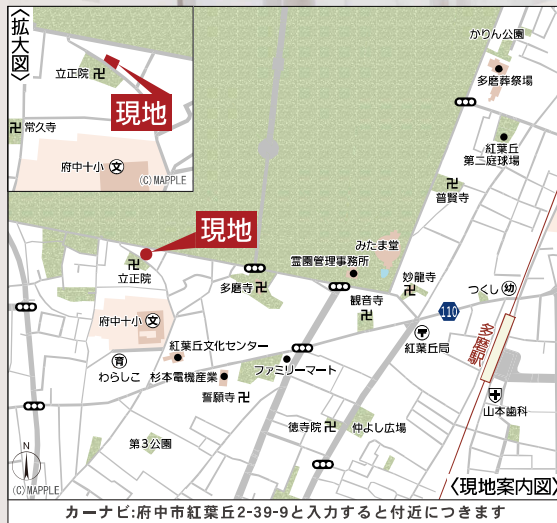 〈拡大図〉
立正院
現地
常久寺
府中十小
文
(C)MAPPLE
かりん公園
多磨葬祭場
紅葉丘
第二庭球場
普賢寺
現地
みたま堂
霊園管理事務所
立正院
多磨寺
妙龍寺
観音寺
つくし
幼
110
府中十小
文
紅葉丘文化センター
紅葉丘局
多磨駅
育
わらしこ
杉本電機産業
ファミリーマート
誓願寺
山本歯科
徳寺院
仲よし広場
第3公園
N
(C)MAPPLE
〈現地案内図〉
カーナビ:府中市紅葉丘2-39-9と入力すると付近につきます